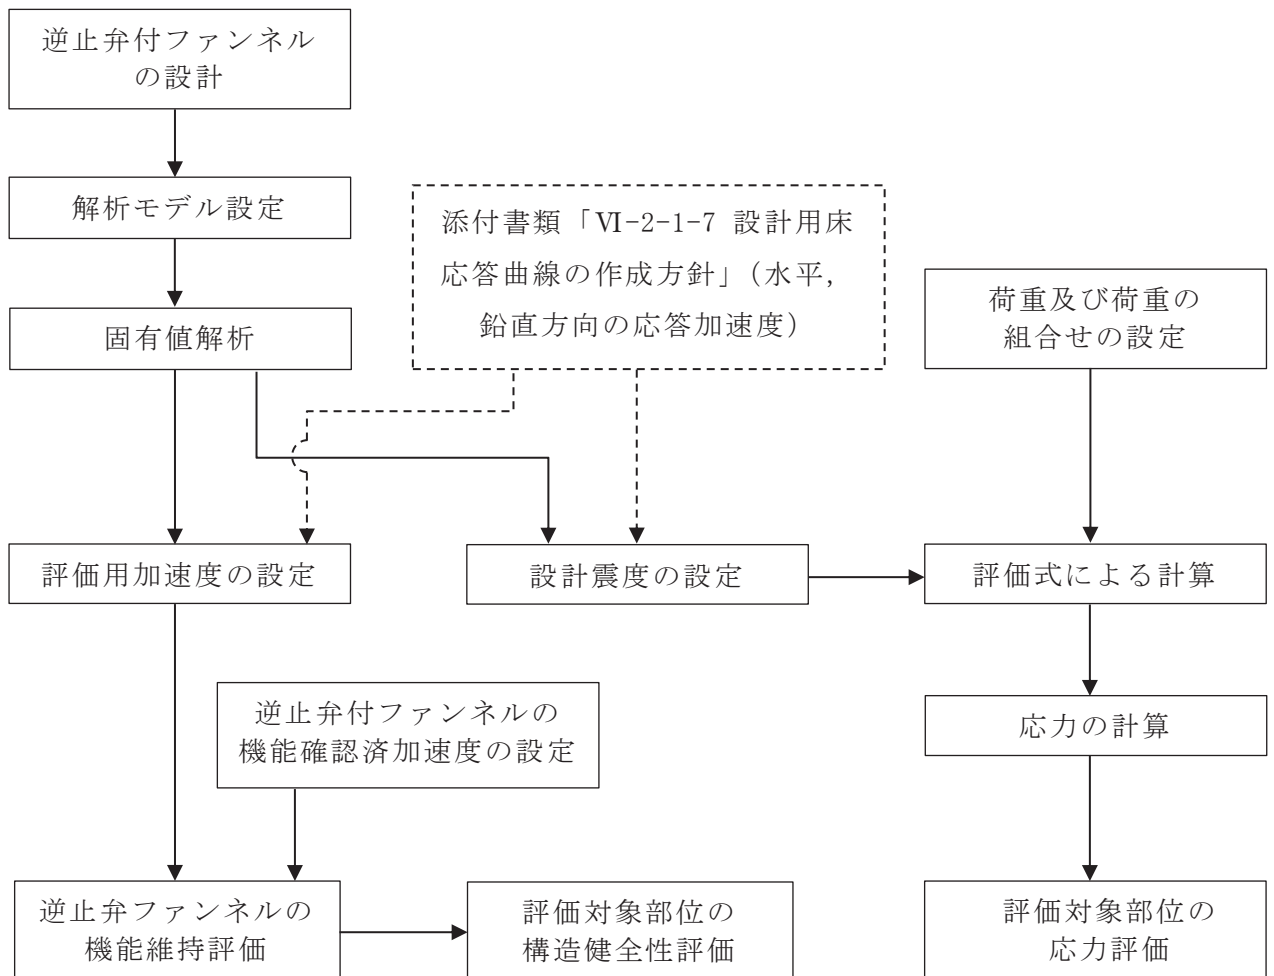 逆止弁付ファンネル
の設計
解析モデル設定
添付書類「Ⅵ-2-1-7 設計用床
応答曲線の作成方針」（水平，
鉛直方向の応答加速度）
固有値解析
荷重及び荷重の
組合せの設定
評価用加速度の設定
設計震度の設定
評価式による計算
逆止弁付ファンネルの
機能確認済加速度の設定
応力の計算
逆止弁ファンネルの
機能維持評価
評価対象部位の
構造健全性評価
評価対象部位の
応力評価